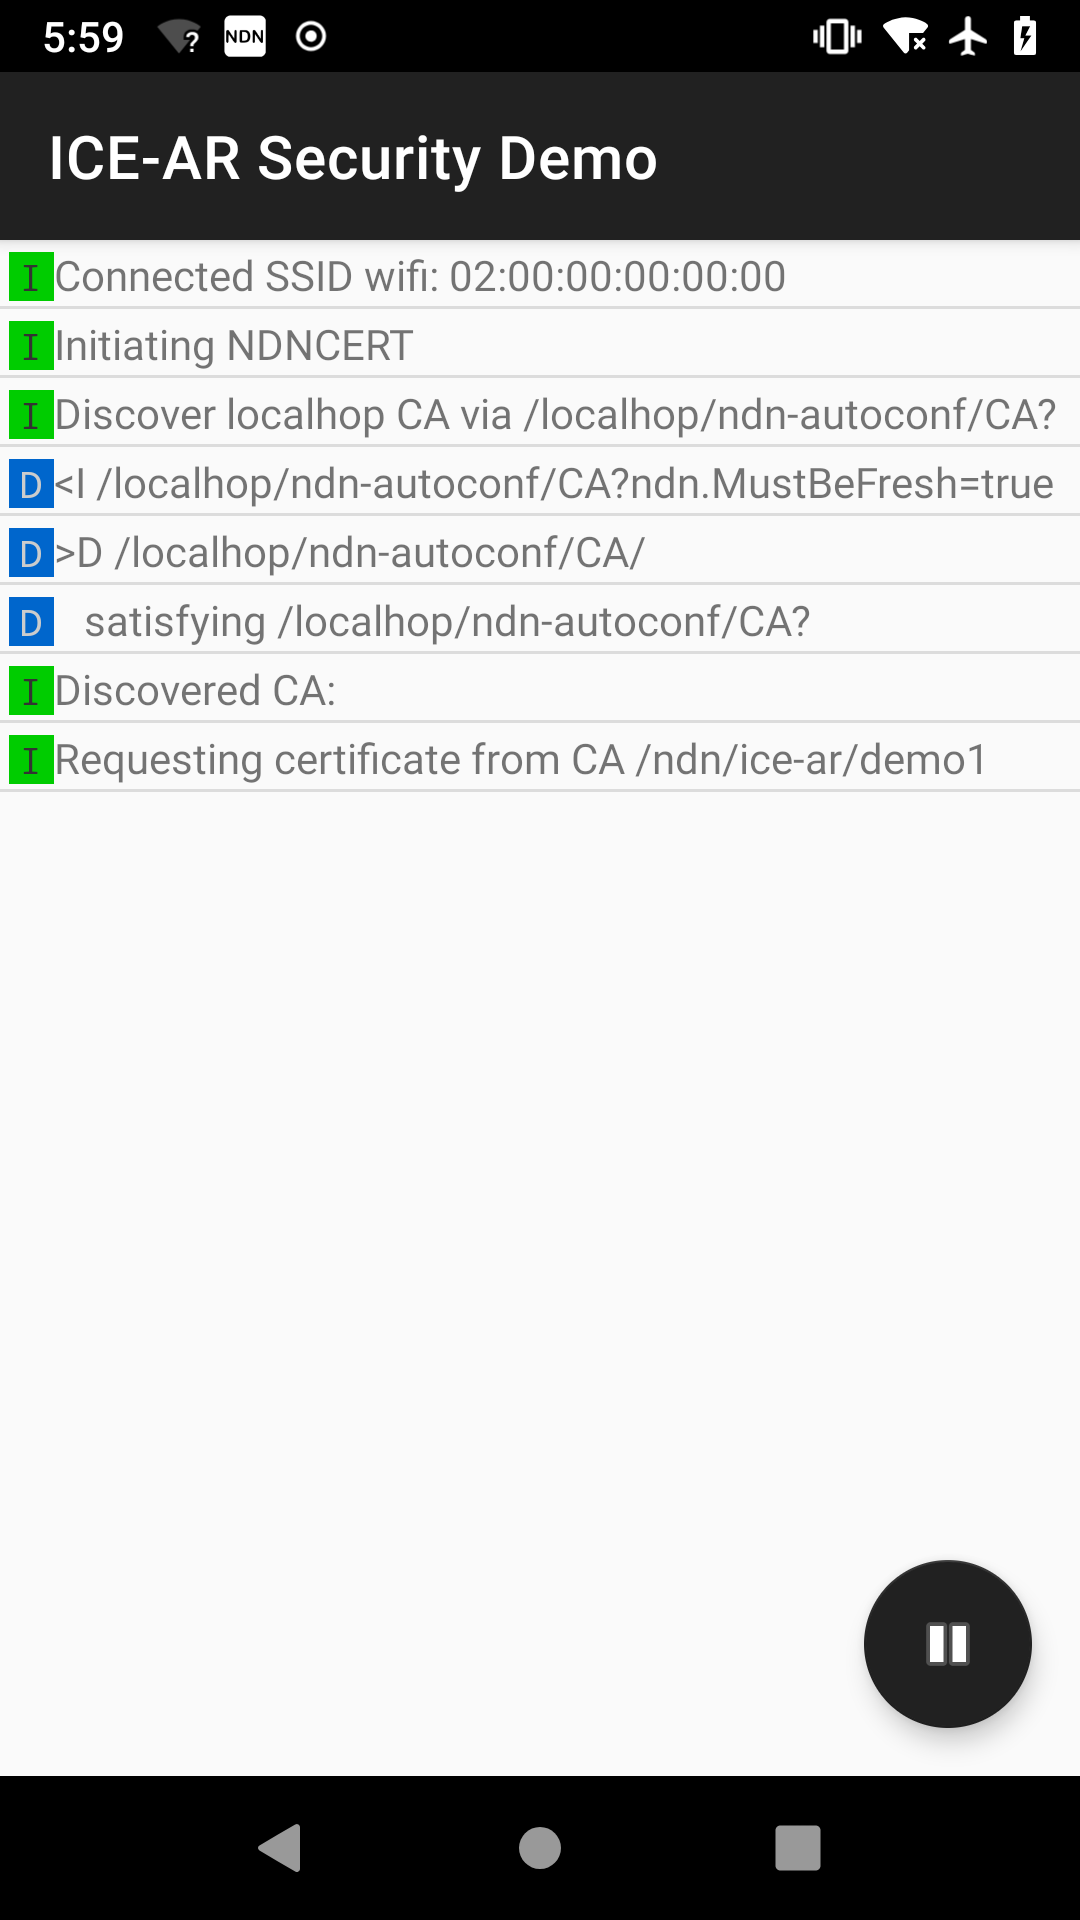 5:59 ? NDN
ICE-AR Security Demo
I Connected SSID wifi: 02:00:00:00:00:00
I Initiating NDNCERT
I Discover localhop CA via /localhop/ndn-autoconf/CA?
D <I /localhop/ndn-autoconf/CA?ndn.MustBeFresh=true
D >D /localhop/ndn-autoconf/CA/
D satisfying /localhop/ndn-autoconf/CA?
I Discovered CA:
I Requesting certificate from CA /ndn/ice-ar/demo1